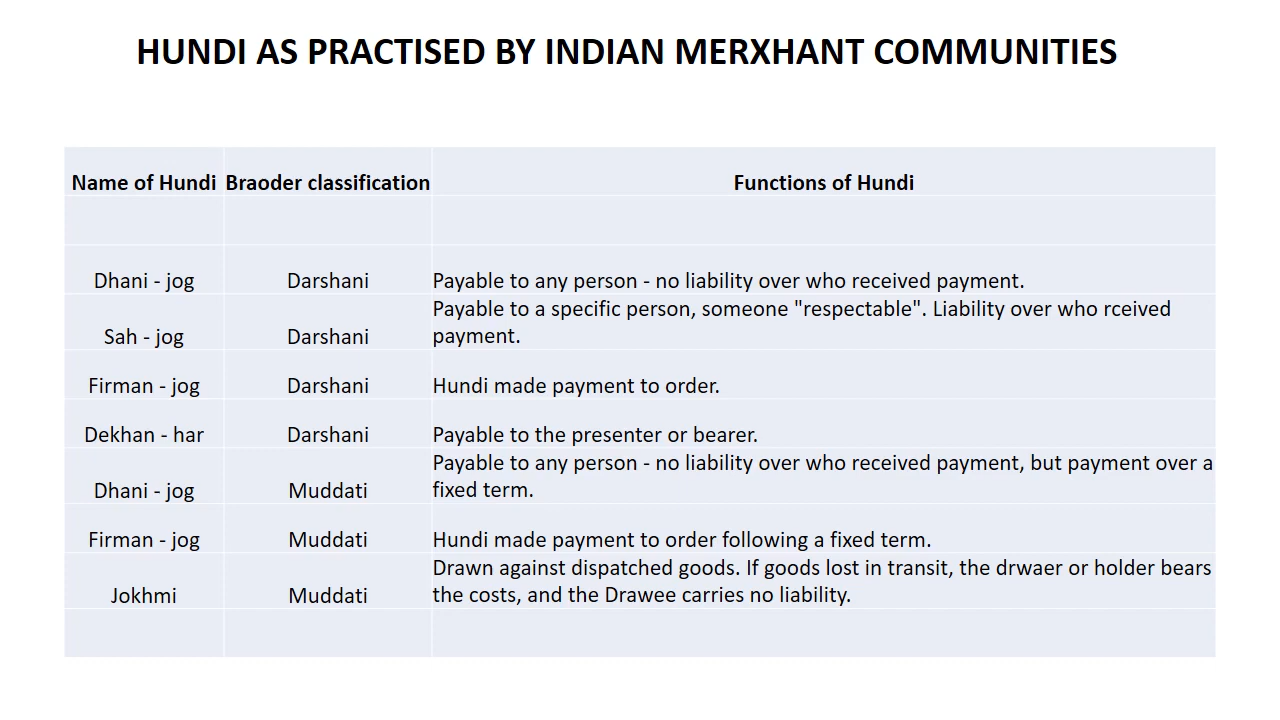 HUNDI AS PRACTISED BY INDIAN MERXHANT COMMUNITIES
Name of Hundi Braoder classification Functions of Hundi
Dhani - jog Darshani Payable to any person - no liability over who received payment.
Payable to a specific person, someone "respectable". Liability over who rceived
Sah - jog Darshani payment.
Firman - jog Darshani Hundi made payment to order.
Dekhan - har Darshani Payable to the presenter or bearer.
Payable to any person - no liability over who received payment, but payment over a
Dhani - jog Muddati fixed term.
Firman - jog Muddati Hundi made payment to order following a fixed term.
Drawn against dispatched goods. If goods lost in transit, the drwaer or holder bears
Jokhmi Muddati the costs, and the Drawee carries no liability.